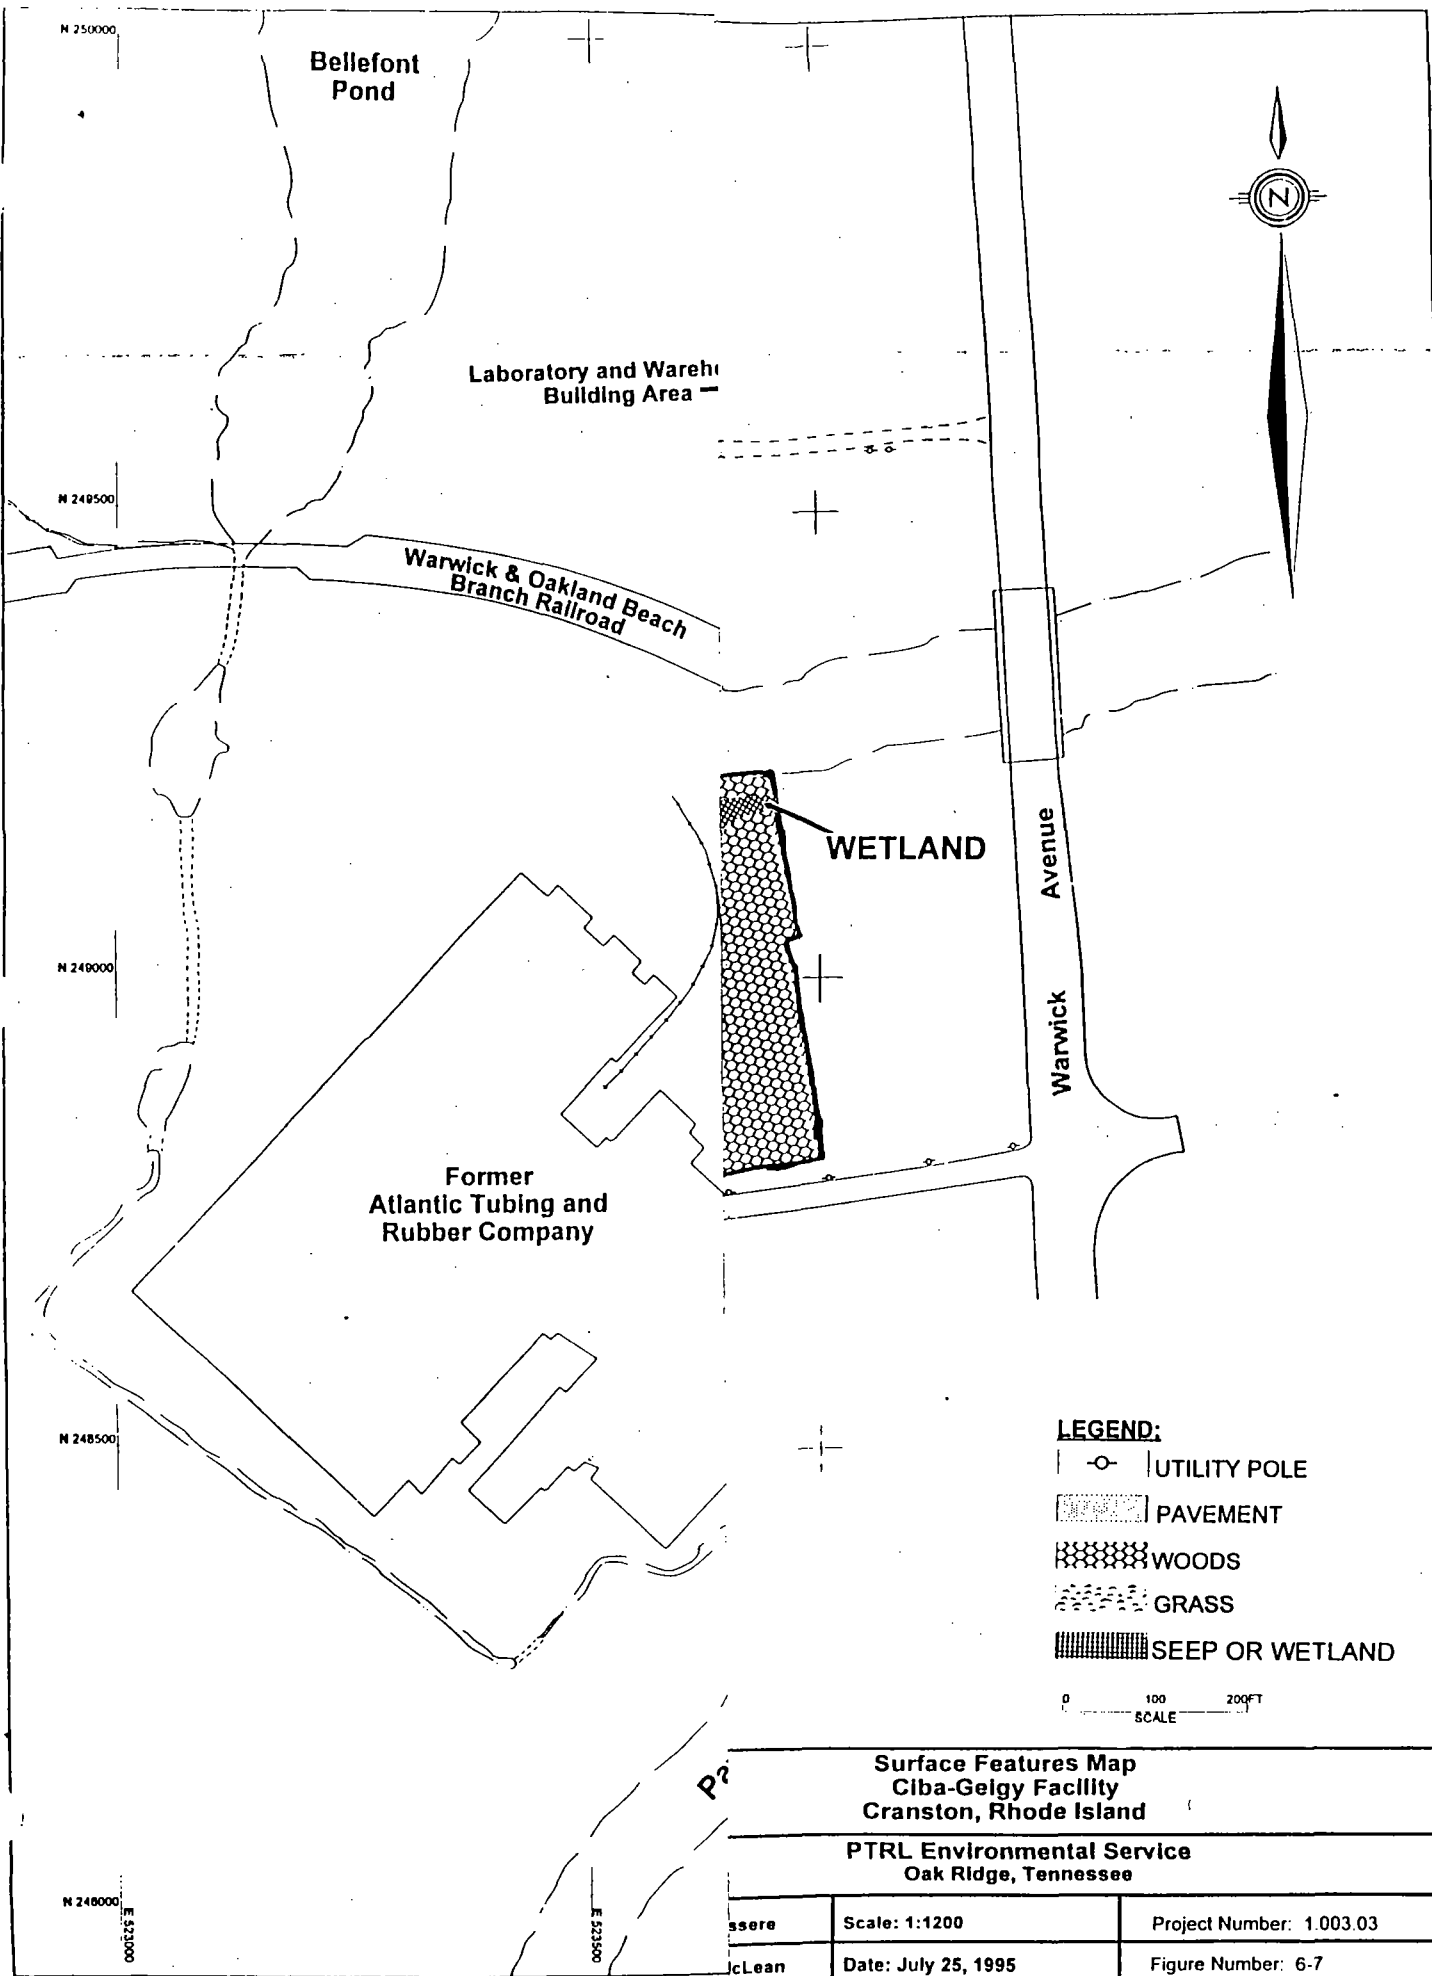 N 250000
Bellefont
Pond
N
Laboratory and Wareh
Building Area
N 249500
Warwick & Oakland Beach
Branch Railroad
WETLAND
Warwick Avenue
N 249000
Former
Atlantic Tubing and
Rubber Company
N 248500
LEGEND:
UTILITY POLE
PAVEMENT
WOODS
GRASS
SEEP OR WETLAND
0 100 200FT
SCALE
Surface Features Map
Ciba-Geigy Facility
Cranston, Rhode Island
PTRL Environmental Service
Oak Ridge, Tennessee
N 248000
E 523000
E 523500
ssere
Scale: 1:1200
Project Number: 1.003.03
cLean
Date: July 25, 1995
Figure Number: 6-7